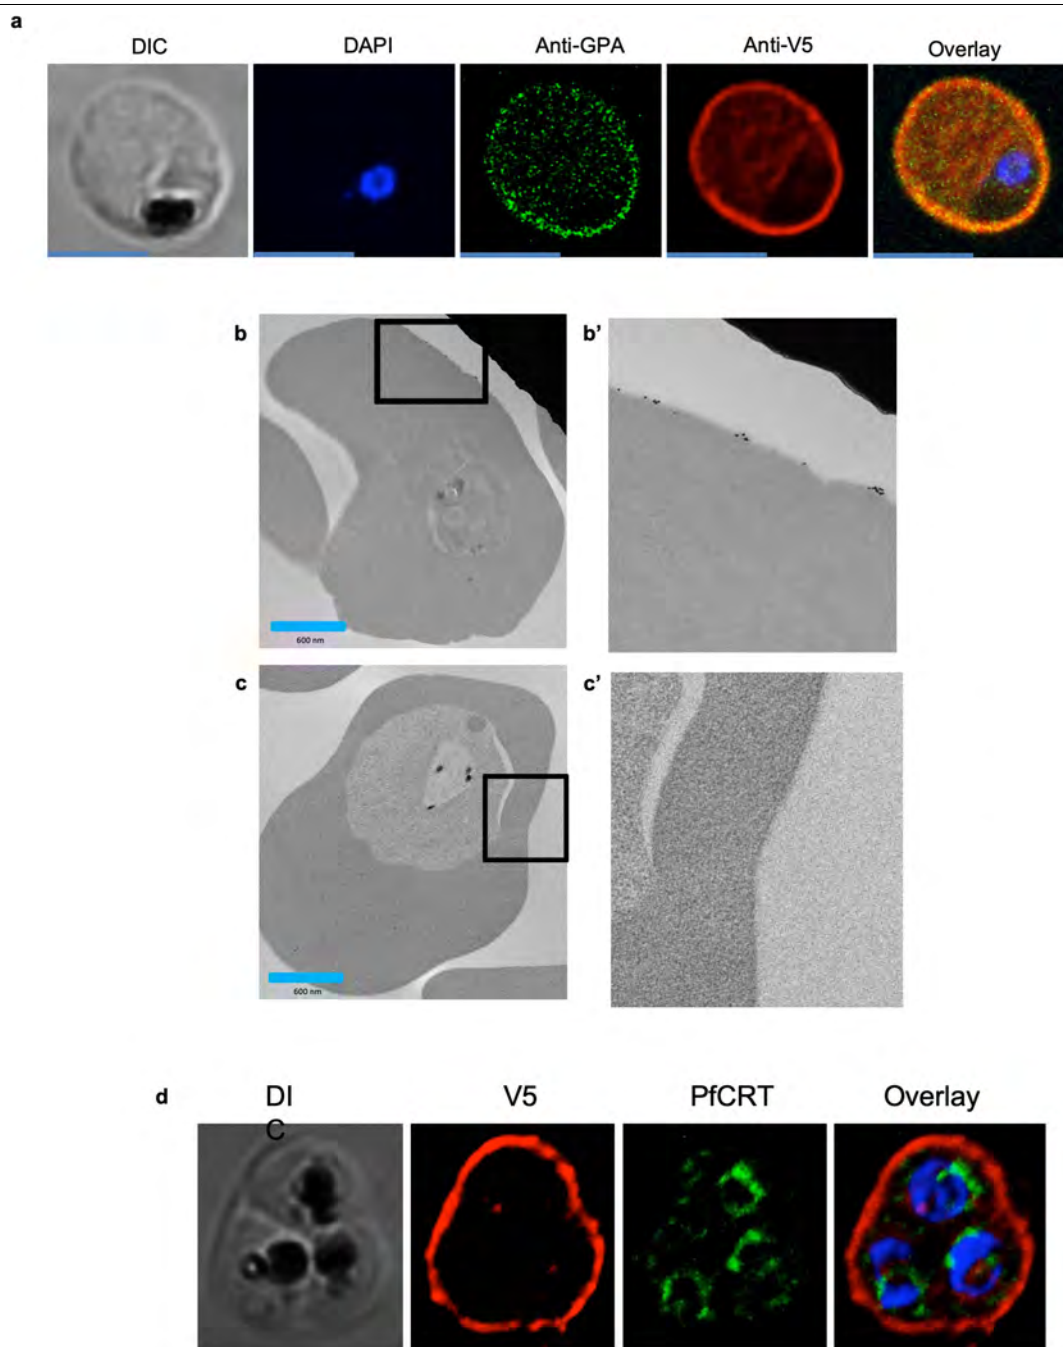 a
DIC DAPI Anti-GPA Anti-V5 Overlay
b b'
600 nm
c c'
600 nm
d DI V5 PfCRT Overlay
C